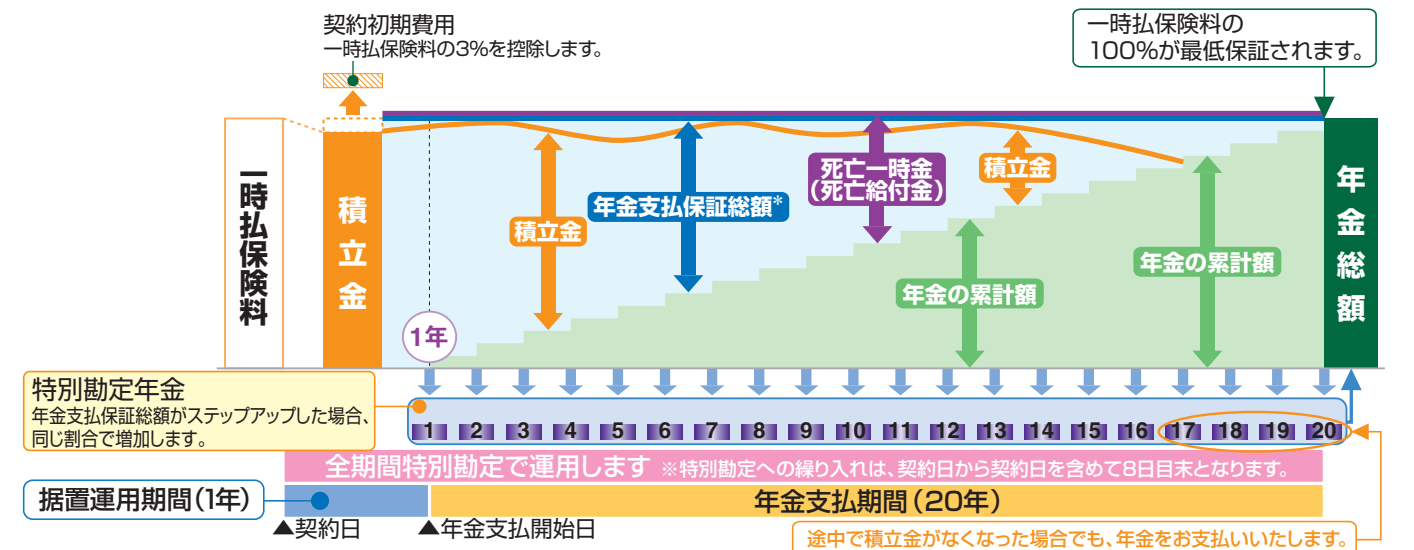 契約初期費用
一時払保険料の3%を控除します。
一時払保険料の
100%が最低保証されます。
一時払保険料
積立金
積立金
年金支払保証総額*
死亡一時金
(死亡給付金)
積立金
年金の累計額
年金の累計額
年金総額
1年
特別勘定年金
年金支払保証総額がステップアップした場合、
同じ割合で増加します。
1 2 3 4 5 6 7 8 9 10 11 12 13 14 15 16 17 18 19 20
全期間特別勘定で運用します ※特別勘定への繰り入れは、契約日から契約日を含めて8日目末となります。
据置運用期間(1年)
年金支払期間(20年)
▲契約日
▲年金支払開始日
途中で積立金がなくなった場合でも、年金をお支払いいたします。